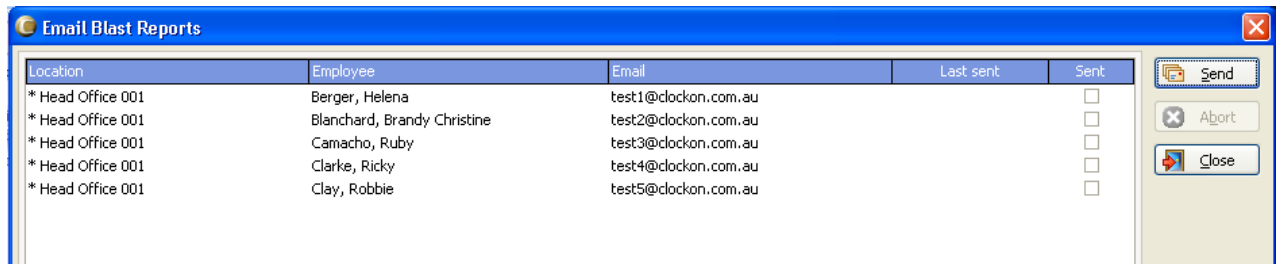 Email Blast Reports
Location Employee Email Last sent Sent
* Head Office 001 Berger, Helena test1@clockon.com.au
* Head Office 001 Blanchard, Brandy Christine test2@clockon.com.au
* Head Office 001 Camacho, Ruby test3@clockon.com.au
* Head Office 001 Clarke, Ricky test4@clockon.com.au
* Head Office 001 Clay, Robbie test5@clockon.com.au
Send
Abort
Close